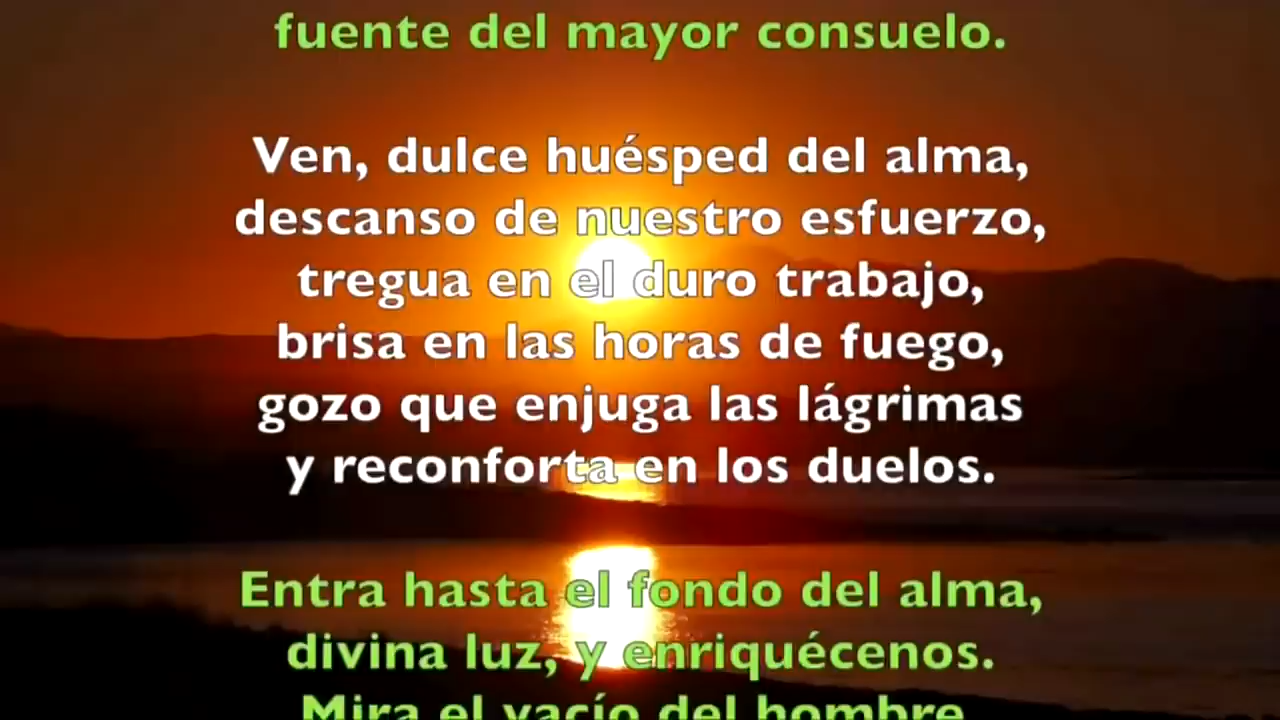 fuente del mayor consuelo.
Ven, dulce huésped del alma,
descanso de nuestro esfuerzo,
tregua en el duro trabajo,
brisa en las horas de fuego,
gozo que enjuga las lágrimas
y reconforta en los duelos.
Entra hasta el fondo del alma,
divina luz, y enriquécenos.
Mira el vacío del hombre